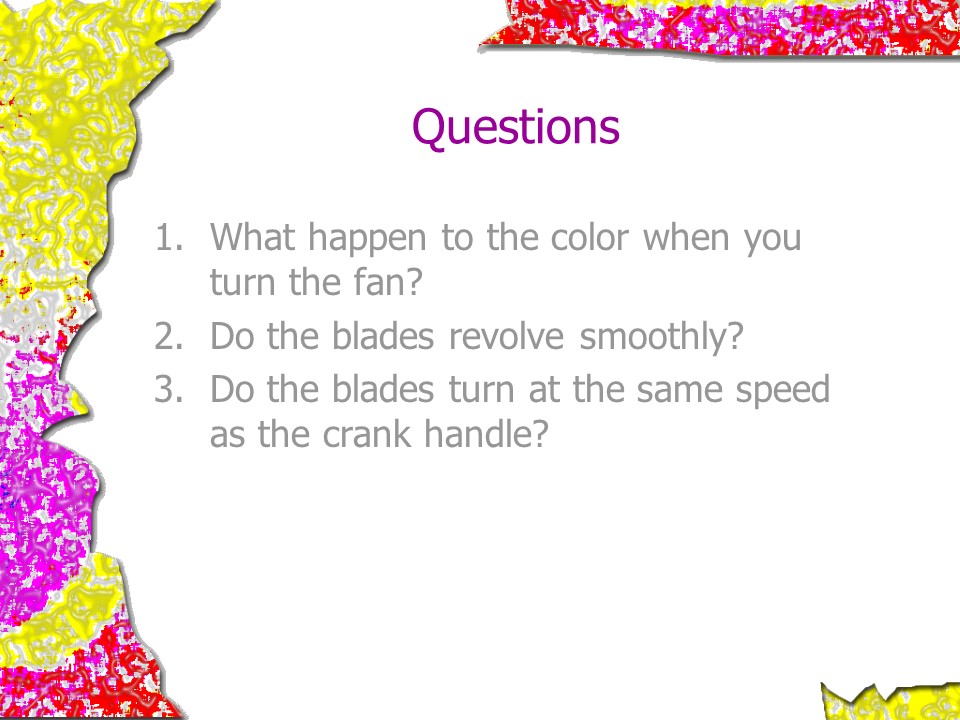 Questions
1. What happen to the color when you
turn the fan?
2. Do the blades revolve smoothly?
3. Do the blades turn at the same speed
as the crank handle?